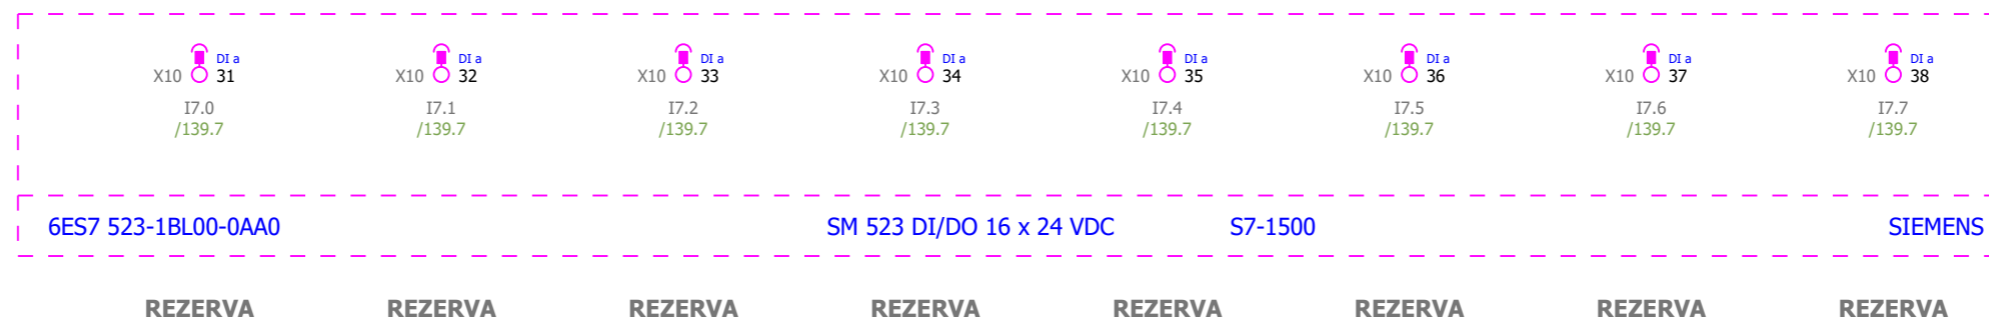 DI a DI a DI a DI a DI a DI a DI a DI a
X10 31 X10 32 X10 33 X10 34 X10 35 X10 36 X10 37 X10 38
I7.0 I7.1 I7.2 I7.3 I7.4 I7.5 I7.6 I7.7
/139.7 /139.7 /139.7 /139.7 /139.7 /139.7 /139.7 /139.7
6ES7 523-1BL00-0AA0 SM 523 DI/DO 16 x 24 VDC S7-1500 SIEMENS
REZERVA REZERVA REZERVA REZERVA REZERVA REZERVA REZERVA REZERVA